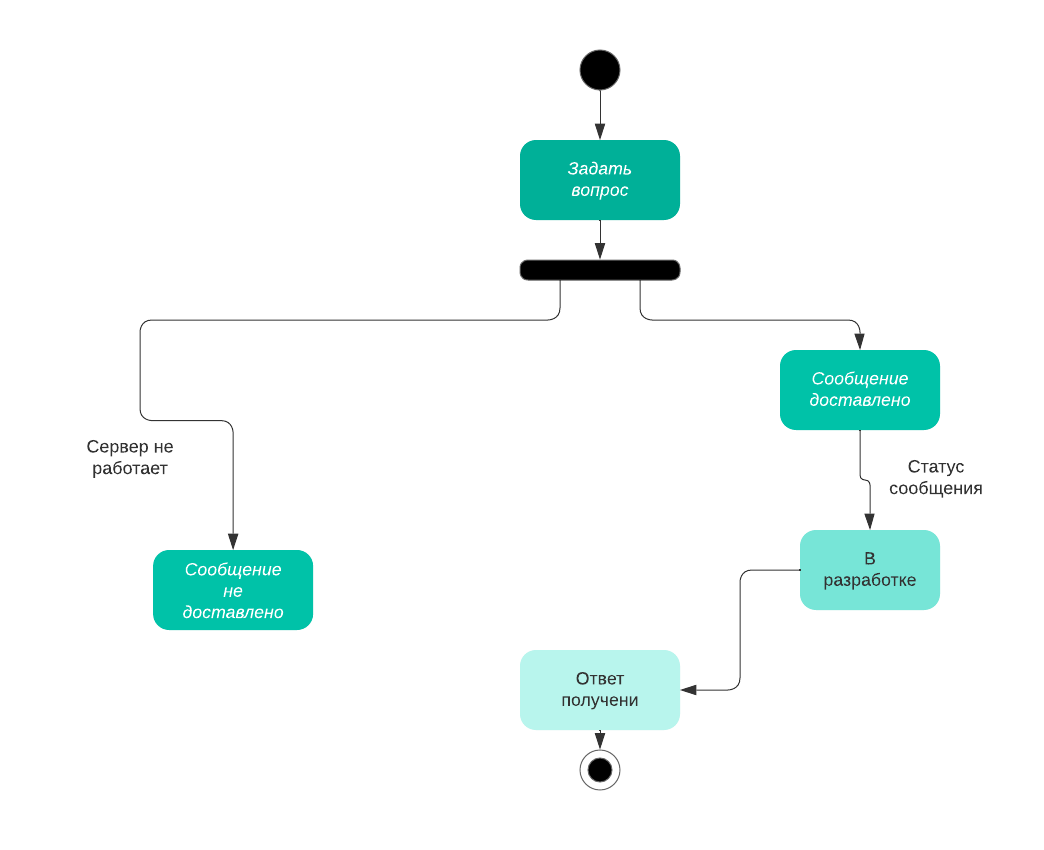 Задать
вопрос
Сообщение
доставлено
Сервер не
работает
Статус
сообщения
Сообщение
не
доставлено
В
разработке
Ответ
получени